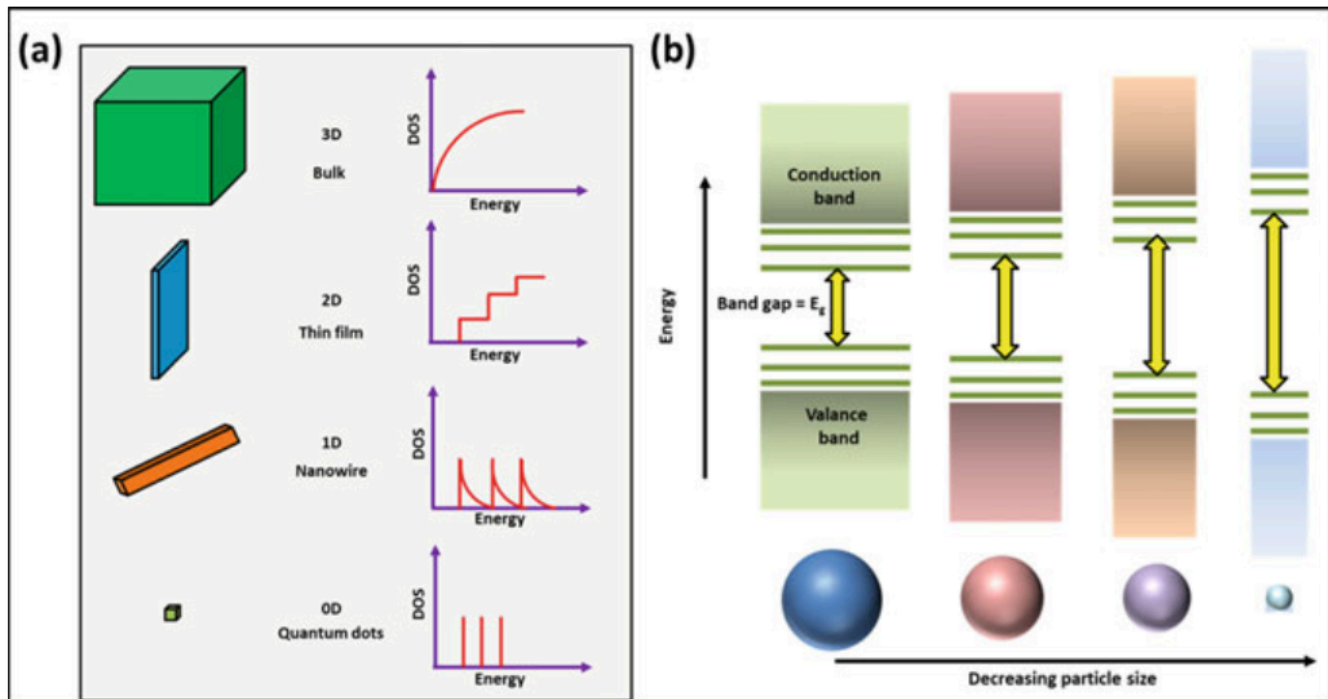 (a)
3D
Bulk
DOS
Energy
2D
Thin film
DOS
Energy
1D
Nanowire
DOS
Energy
0D
Quantum dots
DOS
Energy
(b)
Energy
Conduction
band
Band gap = Eg
Valance
band
Decreasing particle size